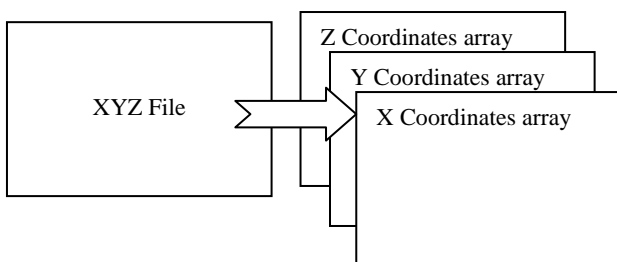 Z Coordinates array
Y Coordinates array
XYZ File
X Coordinates array